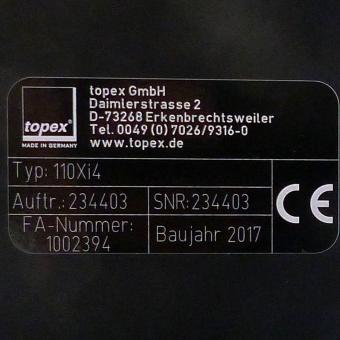 topex GmbH
Daimlerstrasse 2
D-73268 Erkenbrechtsweiler
Tel. 0049 (0) 7026/9316-0
www.topex.de
topex®
MADE IN GERMANY
Typ: 110Xi4
Auftr.: 234403 SNR: 234403
FA-Nummer:
1002394
Baujahr 2017
CE